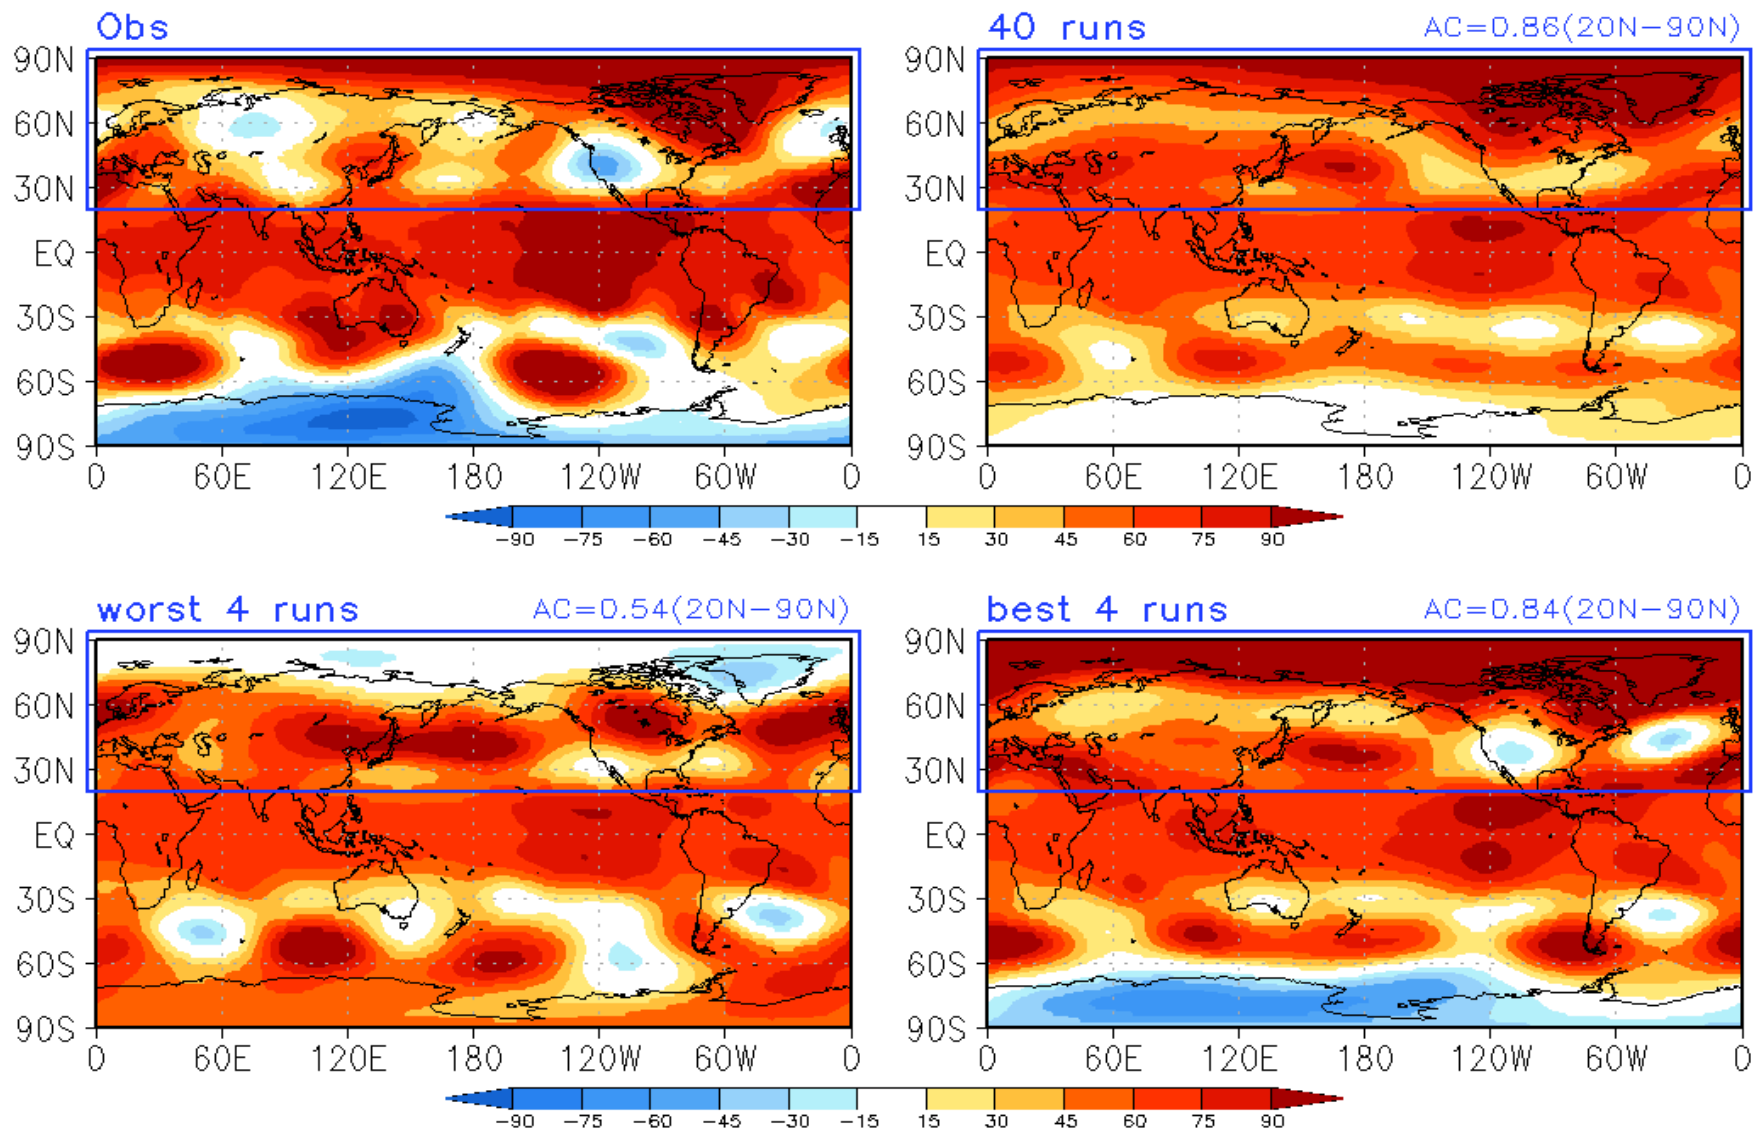 Obs
40 runs AC=0.86(20N-90N)
90N 90N
60N 60N
30N 30N
EQ EQ
30S 30S
60S 60S
90S 90S
0 60E 120E 180 120W 60W 0 0 60E 120E 180 120W 60W 0
-90 -75 -60 -45 -30 -15 15 30 45 60 75 90
worst 4 runs AC=0.54(20N-90N) best 4 runs AC=0.84(20N-90N)
90N 90N
60N 60N
30N 30N
EQ EQ
30S 30S
60S 60S
90S 90S
0 60E 120E 180 120W 60W 0 0 60E 120E 180 120W 60W 0
-90 -75 -60 -45 -30 -15 15 30 45 60 75 90